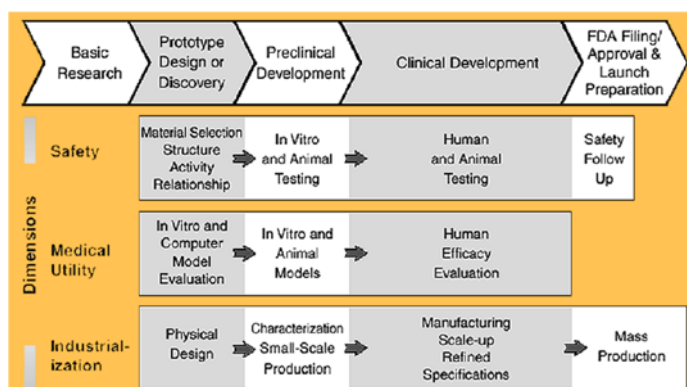 Basic
Research
Prototype
Design or
Discovery
Preclinical
Development
Clinical Development
FDA Filing/
Approval &
Launch
Preparation
Dimensions
Safety
Material Selection
Structure
Activity
Relationship
In Vitro
and Animal
Testing
Human
and Animal
Testing
Safety
Follow
Up
Medical
Utility
In Vitro and
Computer
Model
Evaluation
In Vitro and
Animal
Models
Human
Efficacy
Evaluation
Industrial-
ization
Physical
Design
Characterization
Small-Scale
Production
Manufacturing
Scale-up
Refined
Specifications
Mass
Production